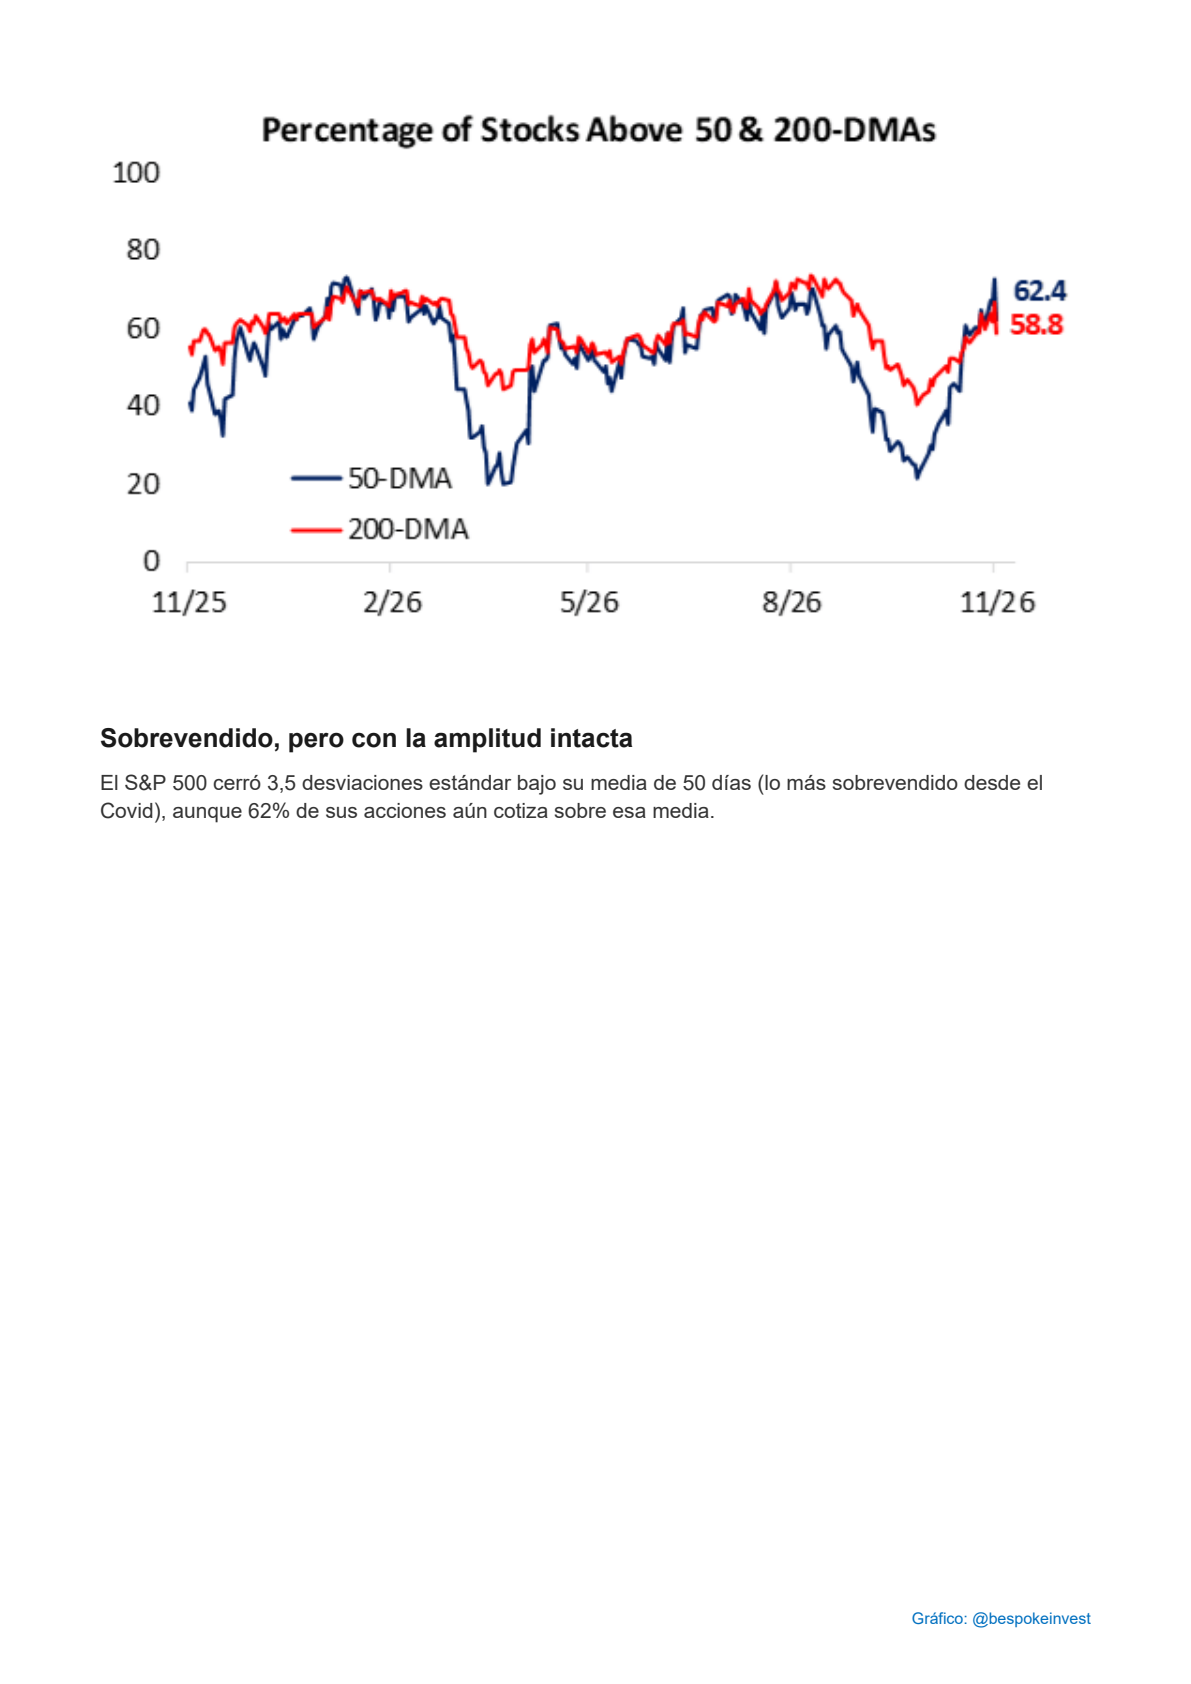 Percentage of Stocks Above 50 & 200-DMAs
100
80
60
40
20
0
62.4
58.8
50-DMA
200-DMA
11/25 2/26 5/26 8/26 11/26
Sobrevendido, pero con la amplitud intacta
El S&P 500 cerró 3,5 desviaciones estándar bajo su media de 50 días (lo más sobrevendido desde el
Covid), aunque 62% de sus acciones aún cotiza sobre esa media.
Gráfico: @bespokeinvest